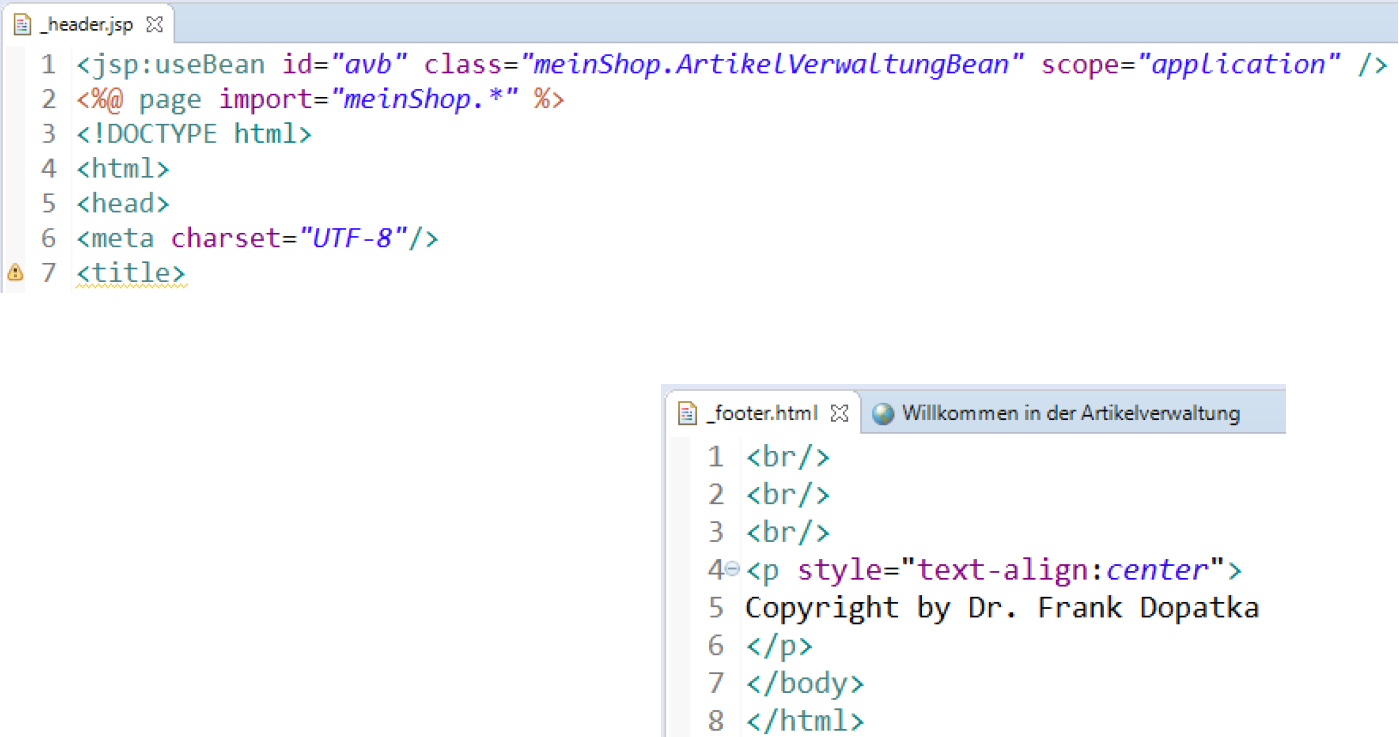 _header.jsp
1 <jsp:useBean id="avb" class="meinShop.ArtikelVerwaltungBean" scope="application" />
2 <%@ page import="meinShop.*" %>
3 <!DOCTYPE html>
4 <html>
5 <head>
6 <meta charset="UTF-8"/>
7 <title>
_footer.html Willkommen in der Artikelverwaltung
1 <br/>
2 <br/>
3 <br/>
4 <p style="text-align:center">
5 Copyright by Dr. Frank Dopatka
6 </p>
7 </body>
8 </html>